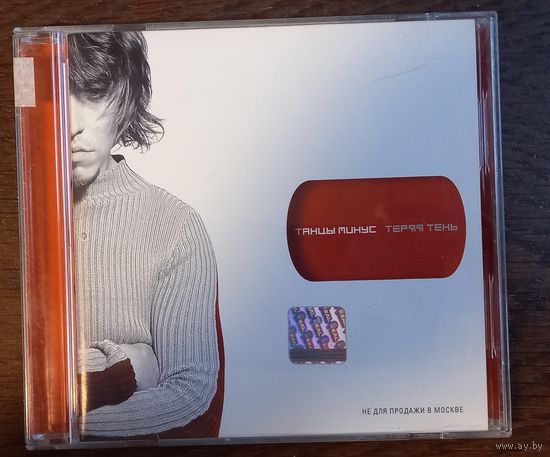 ТАНЦЫ МИНУС ТЕРЯЯ ТЕНЬ
НЕ ДЛЯ ПРОДАЖИ В МОСКВЕ
www.ay.by